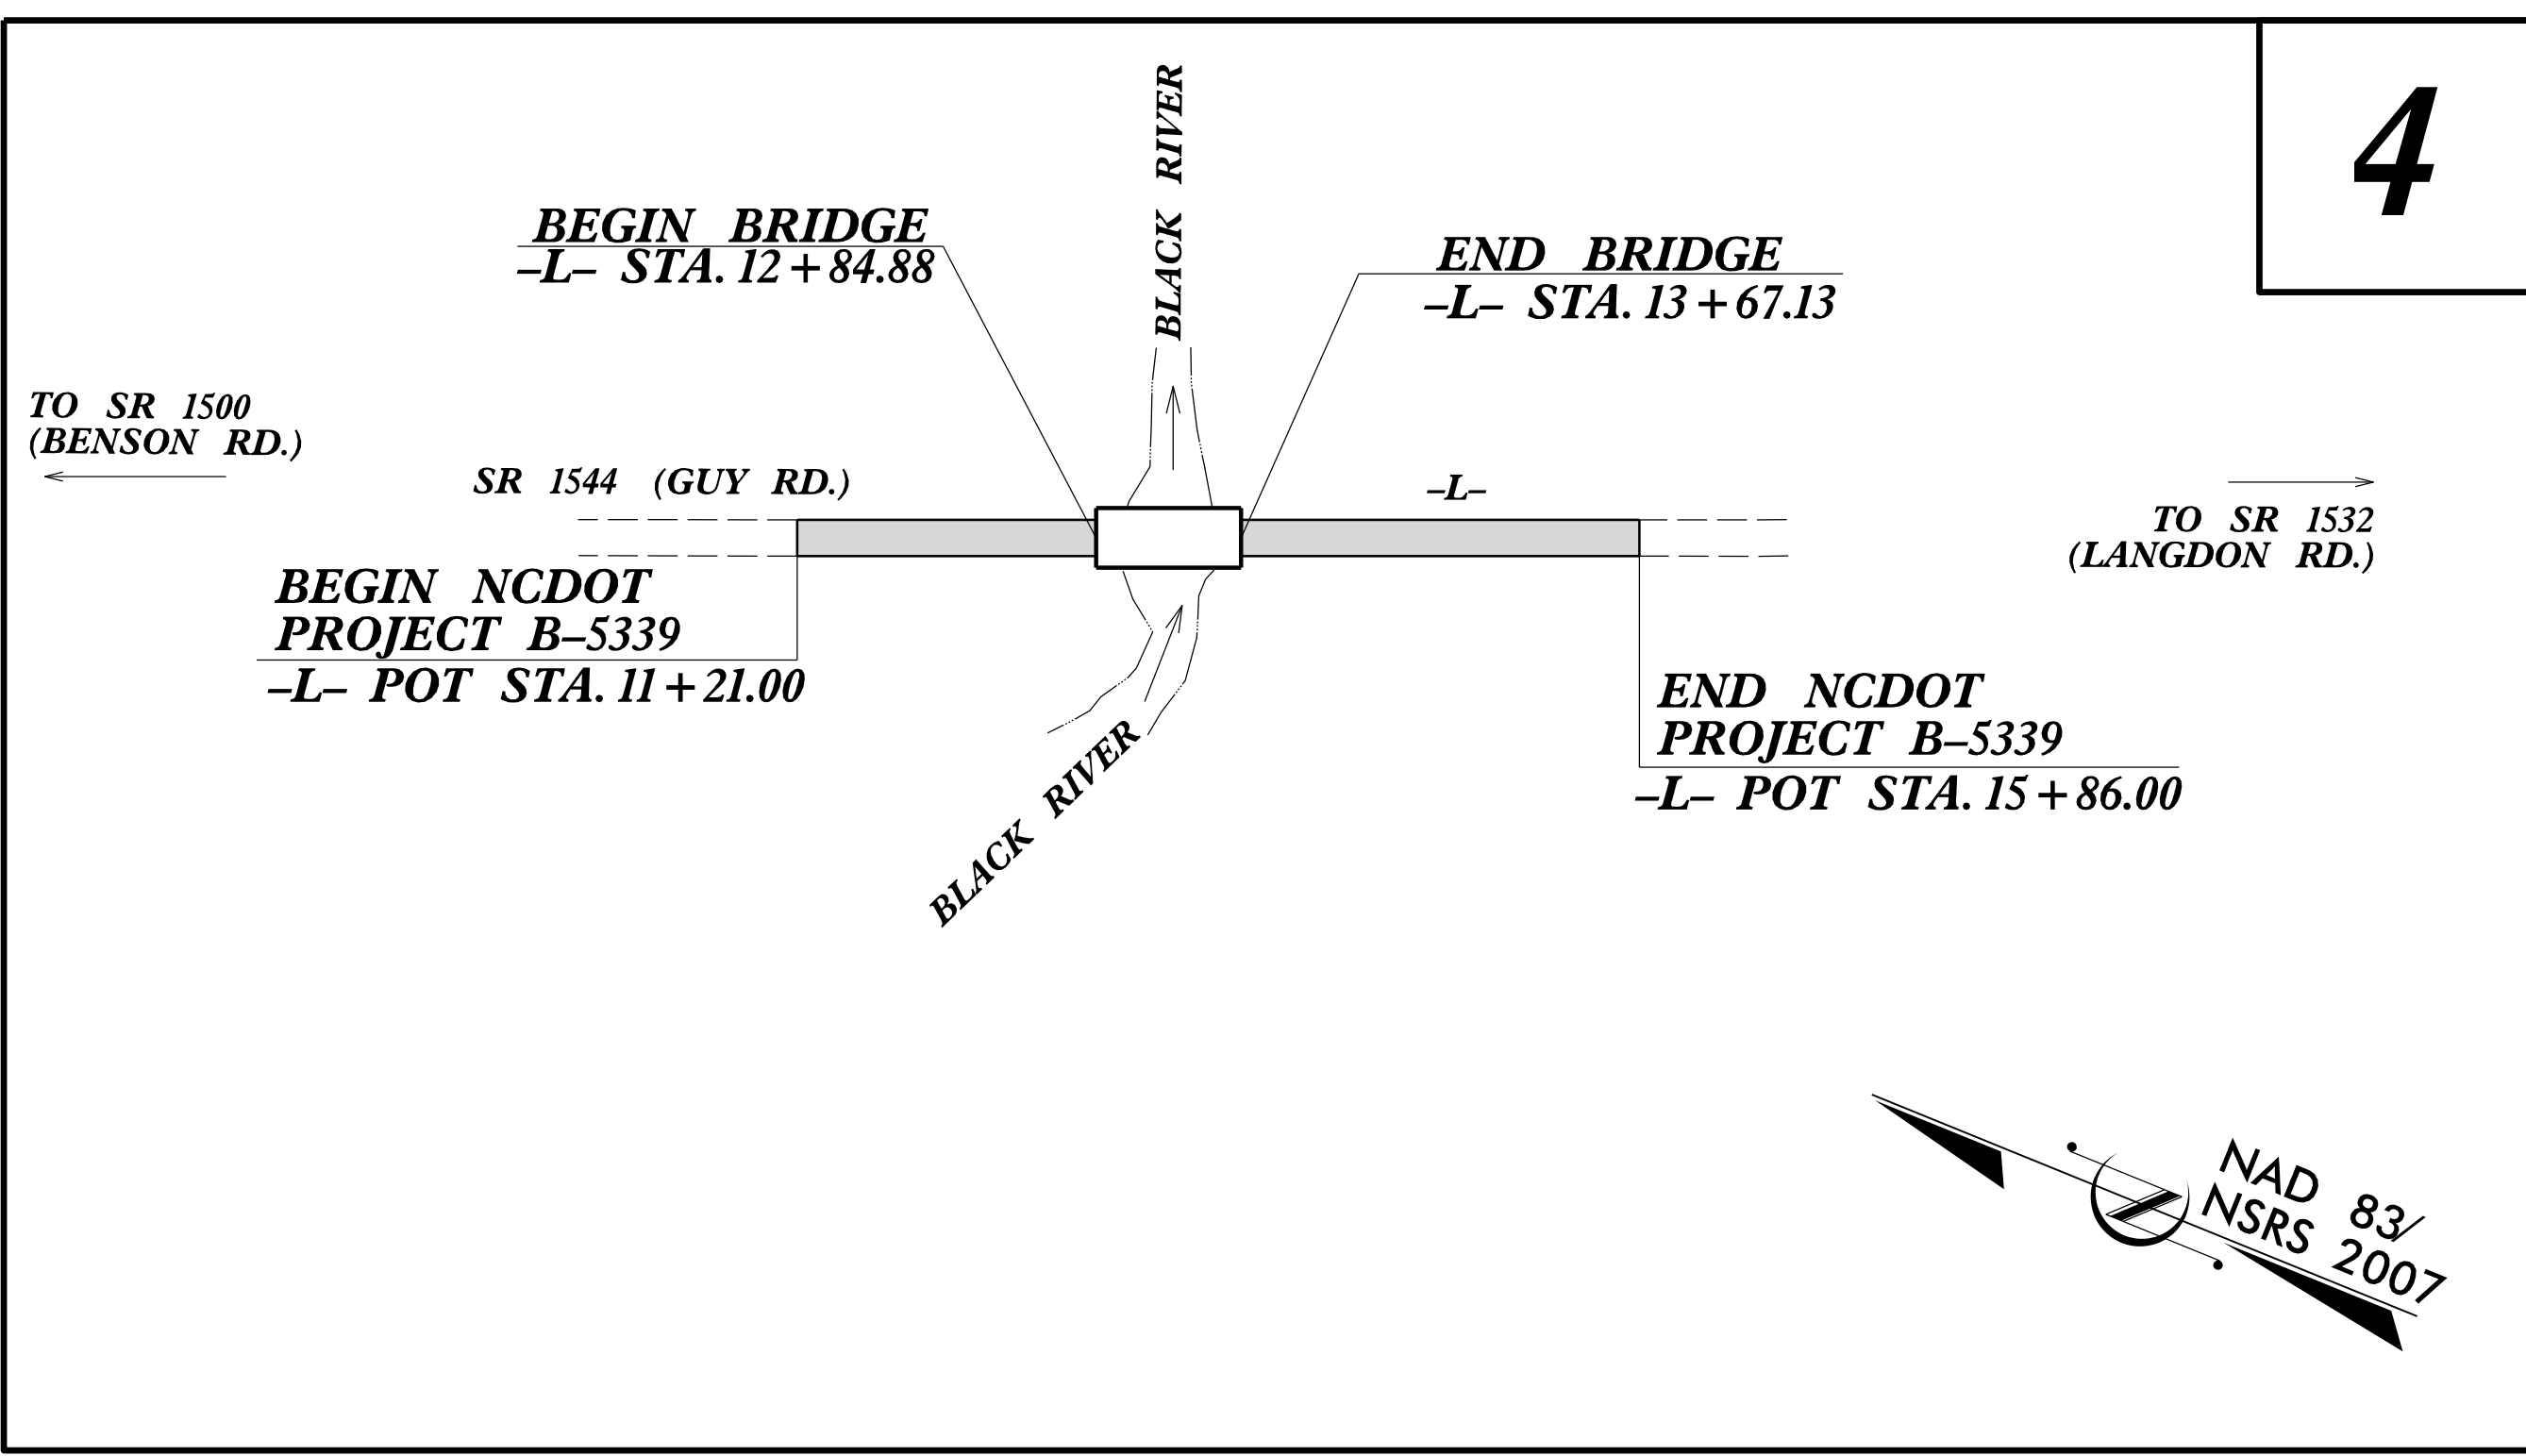 4
BLACK RIVER
BEGIN BRIDGE
–L– STA. 12+84.88
END BRIDGE
–L– STA. 13+67.13
TO SR 1500
(BENSON RD.)
SR 1544 (GUY RD.)
–L–
TO SR 1532
(LANGDON RD.)
BEGIN NCDOT
PROJECT B–5339
–L– POT STA. 11+21.00
END NCDOT
PROJECT B–5339
–L– POT STA. 15+86.00
BLACK RIVER
NAD 83/
NSRS 2007